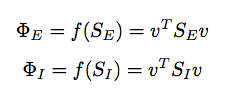 Φ_E = f(S_E) = v^T S_E v
Φ_I = f(S_I) = v^T S_I v